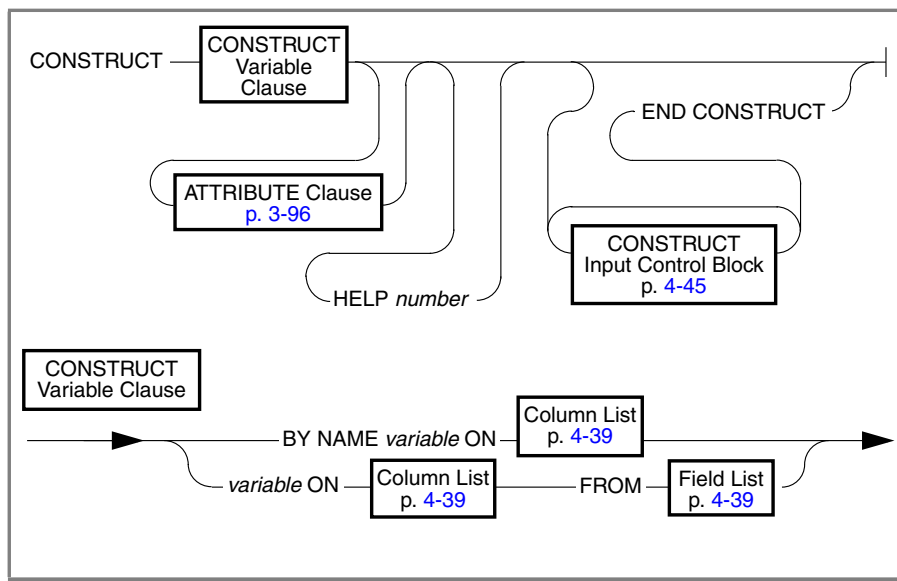 CONSTRUCT
CONSTRUCT
Variable
Clause
END CONSTRUCT
ATTRIBUTE Clause
p. 3-96
CONSTRUCT
Input Control Block
p. 4-45
HELP number
CONSTRUCT
Variable Clause
BY NAME variable ON
Column List
p. 4-39
variable ON
Column List
p. 4-39
FROM
Field List
p. 4-39